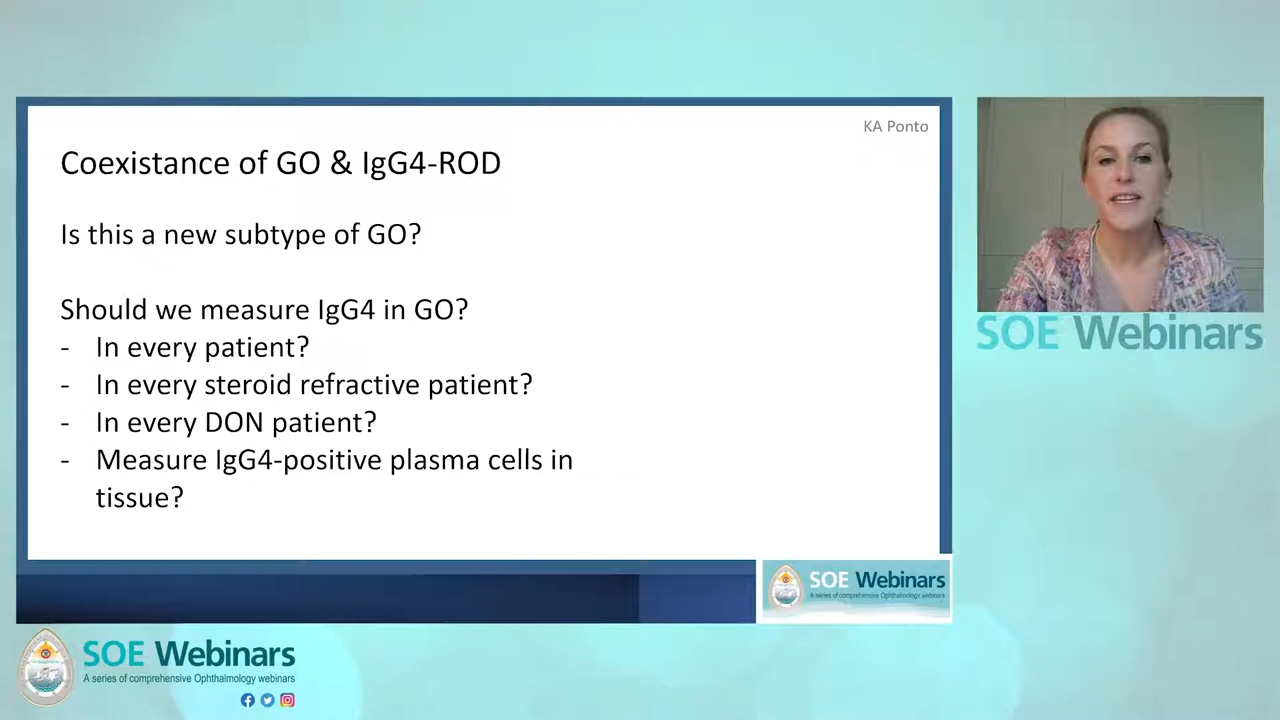 KA Ponto
Coexistance of GO & IgG4-ROD
Is this a new subtype of GO?
Should we measure IgG4 in GO?
- In every patient?
- In every steroid refractive patient?
- In every DON patient?
- Measure IgG4-positive plasma cells in
tissue?
SOE Webinars
SOE Webinars
A series of comprehensive Ophthalmology webinars
SOE Webinars
A series of comprehensive Ophthalmology webinars